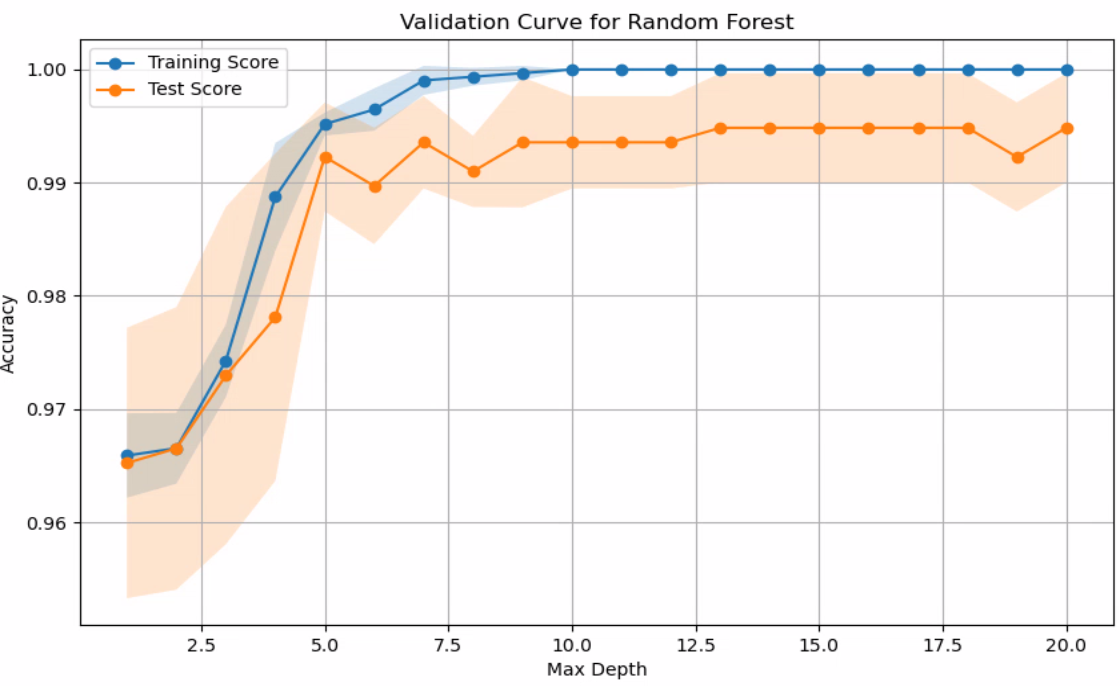 Validation Curve for Random Forest
Training Score
Test Score
1.00
0.99
0.98
0.97
0.96
Accuracy
2.5 5.0 7.5 10.0 12.5 15.0 17.5 20.0
Max Depth